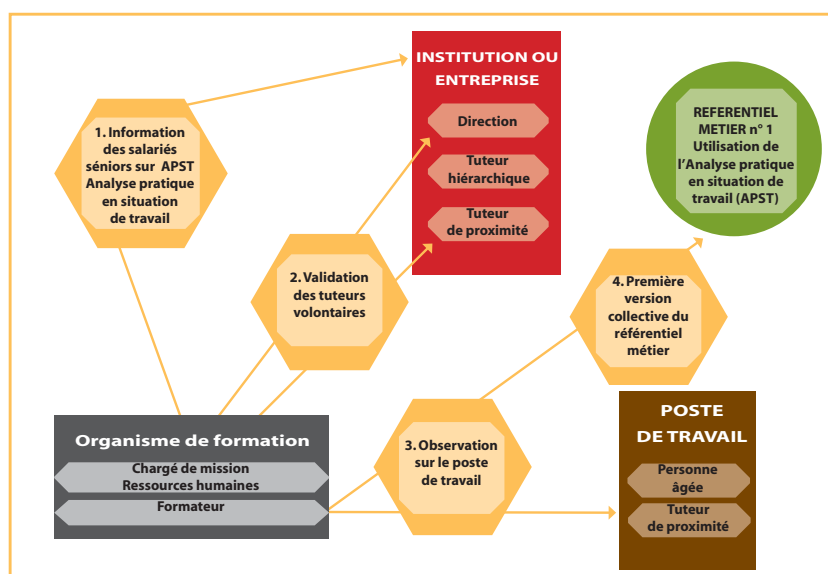 INSTITUTION OU
ENTREPRISE
Direction
Tuteur
hiérarchique
Tuteur
de proximité
REFERENTIEL
METIER n° 1
Utilisation de
l'Analyse pratique
en situation de
travail (APST)
1. Information
des salariés
séniors sur APST
Analyse pratique
en situation
de travail
2. Validation
des tuteurs
volontaires
4. Première
version
collective du
référentiel
métier
Organisme de formation
Chargé de mission
Ressources humaines
Formateur
3. Observation
sur le poste
de travail
POSTE
DE TRAVAIL
Personne
âgée
Tuteur
de proximité